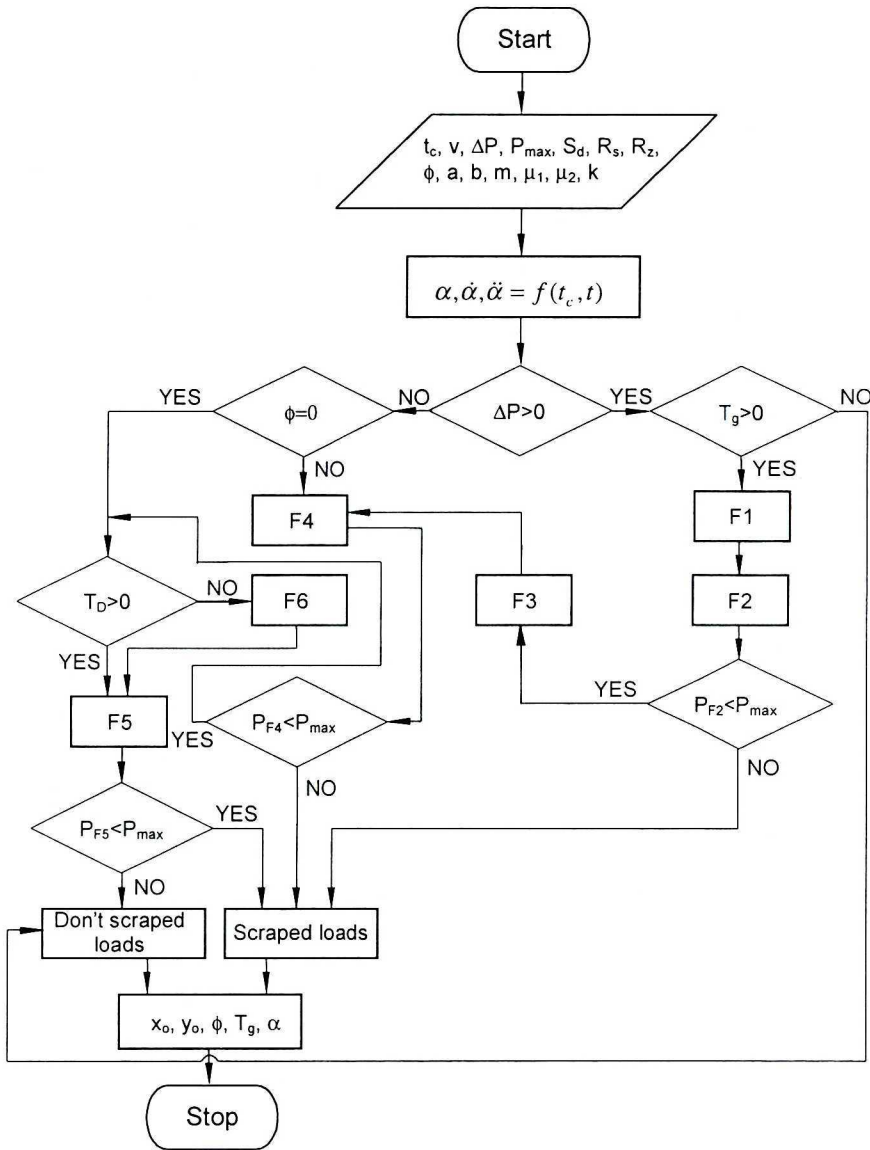 Start
t_c, v, ΔP, P_max, S_d, R_s, R_z,
ϕ, a, b, m, μ_1, μ_2, k
α, α̇, α̈ = f(t_c, t)
YES
ϕ=0
NO
ΔP>0
YES
T_g>0
NO
NO
YES
F4
F1
T_D>0
NO
F6
F3
F2
YES
F5
YES
P_F4<P_max
YES
P_F2<P_max
NO
NO
P_F5<P_max
YES
NO
Don't scraped
loads
Scraped loads
x_o, y_o, ϕ, T_g, α
Stop